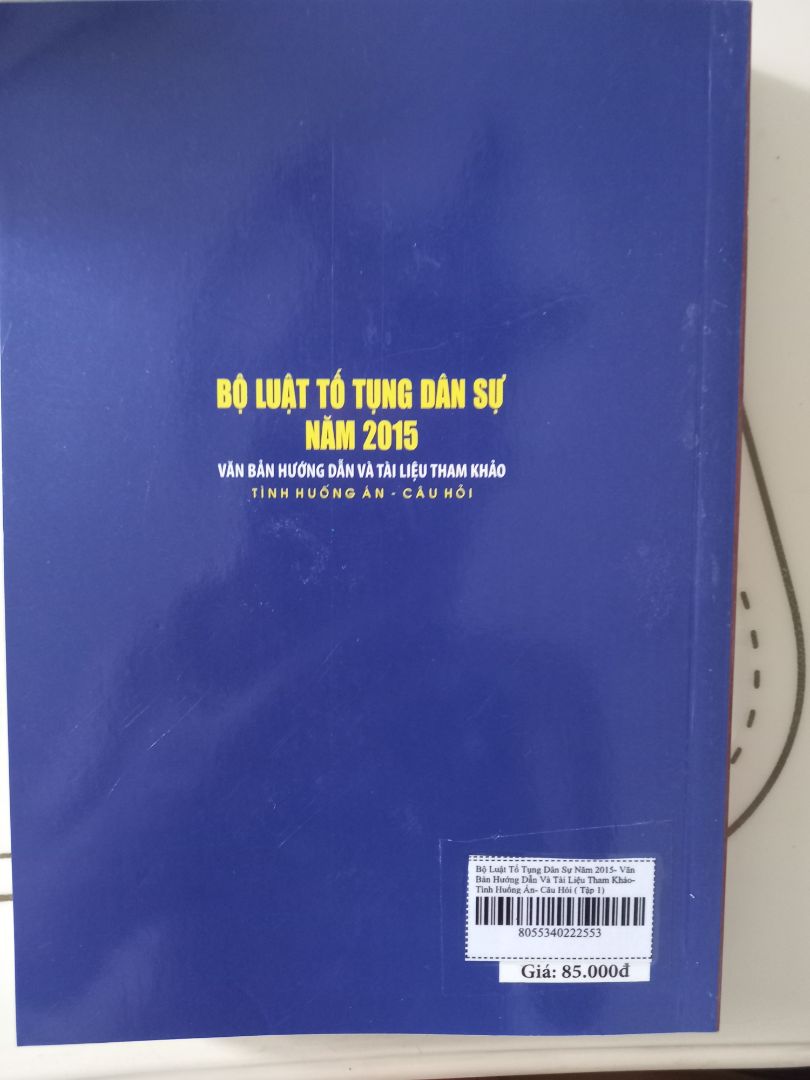 BỘ LUẬT TỐ TỤNG DÂN SỰ
NĂM 2015
VĂN BẢN HƯỚNG DẪN VÀ TÀI LIỆU THAM KHẢO
TÌNH HUỐNG ÁN - CÂU HỎI
Bộ Luật Tố Tụng Dân Sự Năm 2015- Văn
Bản Hướng Dẫn Và Tài Liệu Tham Khảo-
Tình Huống Án- Câu Hỏi ( Tập 1)
8055340222553
Giá: 85.000đ